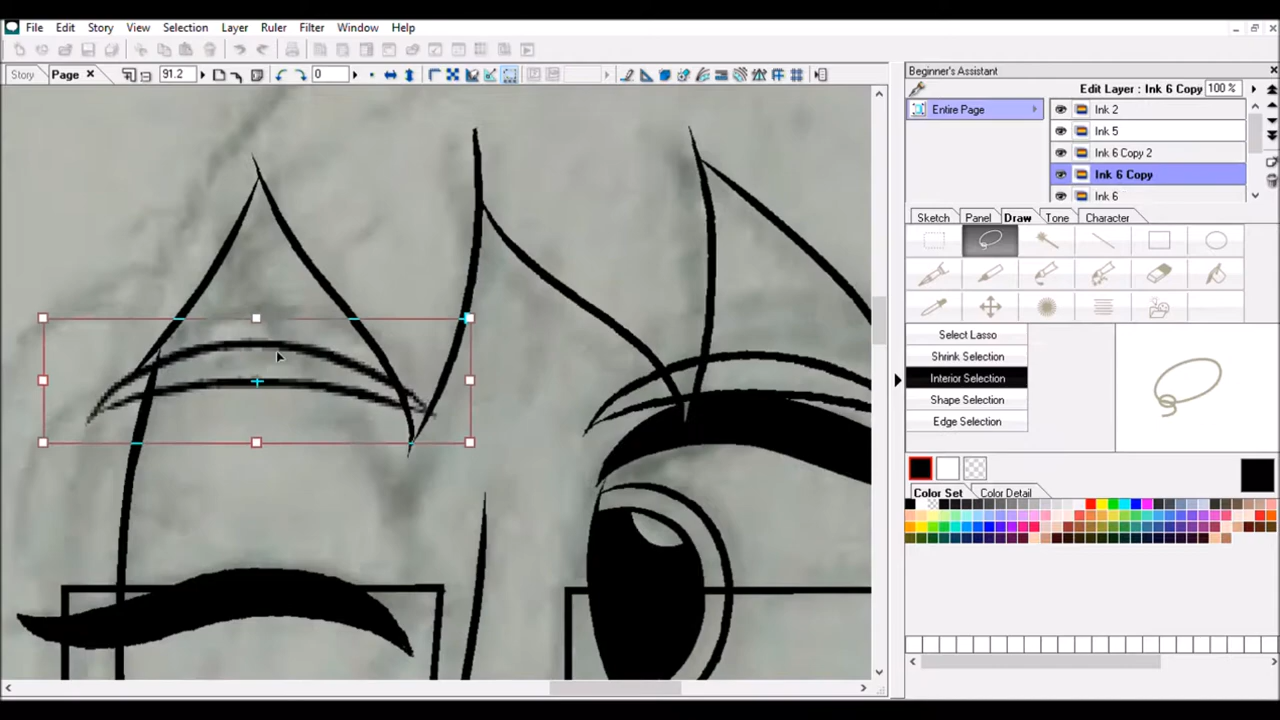 File Edit Story View Selection Layer Ruler Filter Window Help
Story Page 91.2 0
Beginner's Assistant
Edit Layer : Ink 6 Copy 100 %
Entire Page
Ink 2
Ink 5
Ink 6 Copy 2
Ink 6 Copy
Ink 6
Sketch Panel Draw Tone Character
Select Lasso
Shrink Selection
Interior Selection
Shape Selection
Edge Selection
Color Set Color Detail